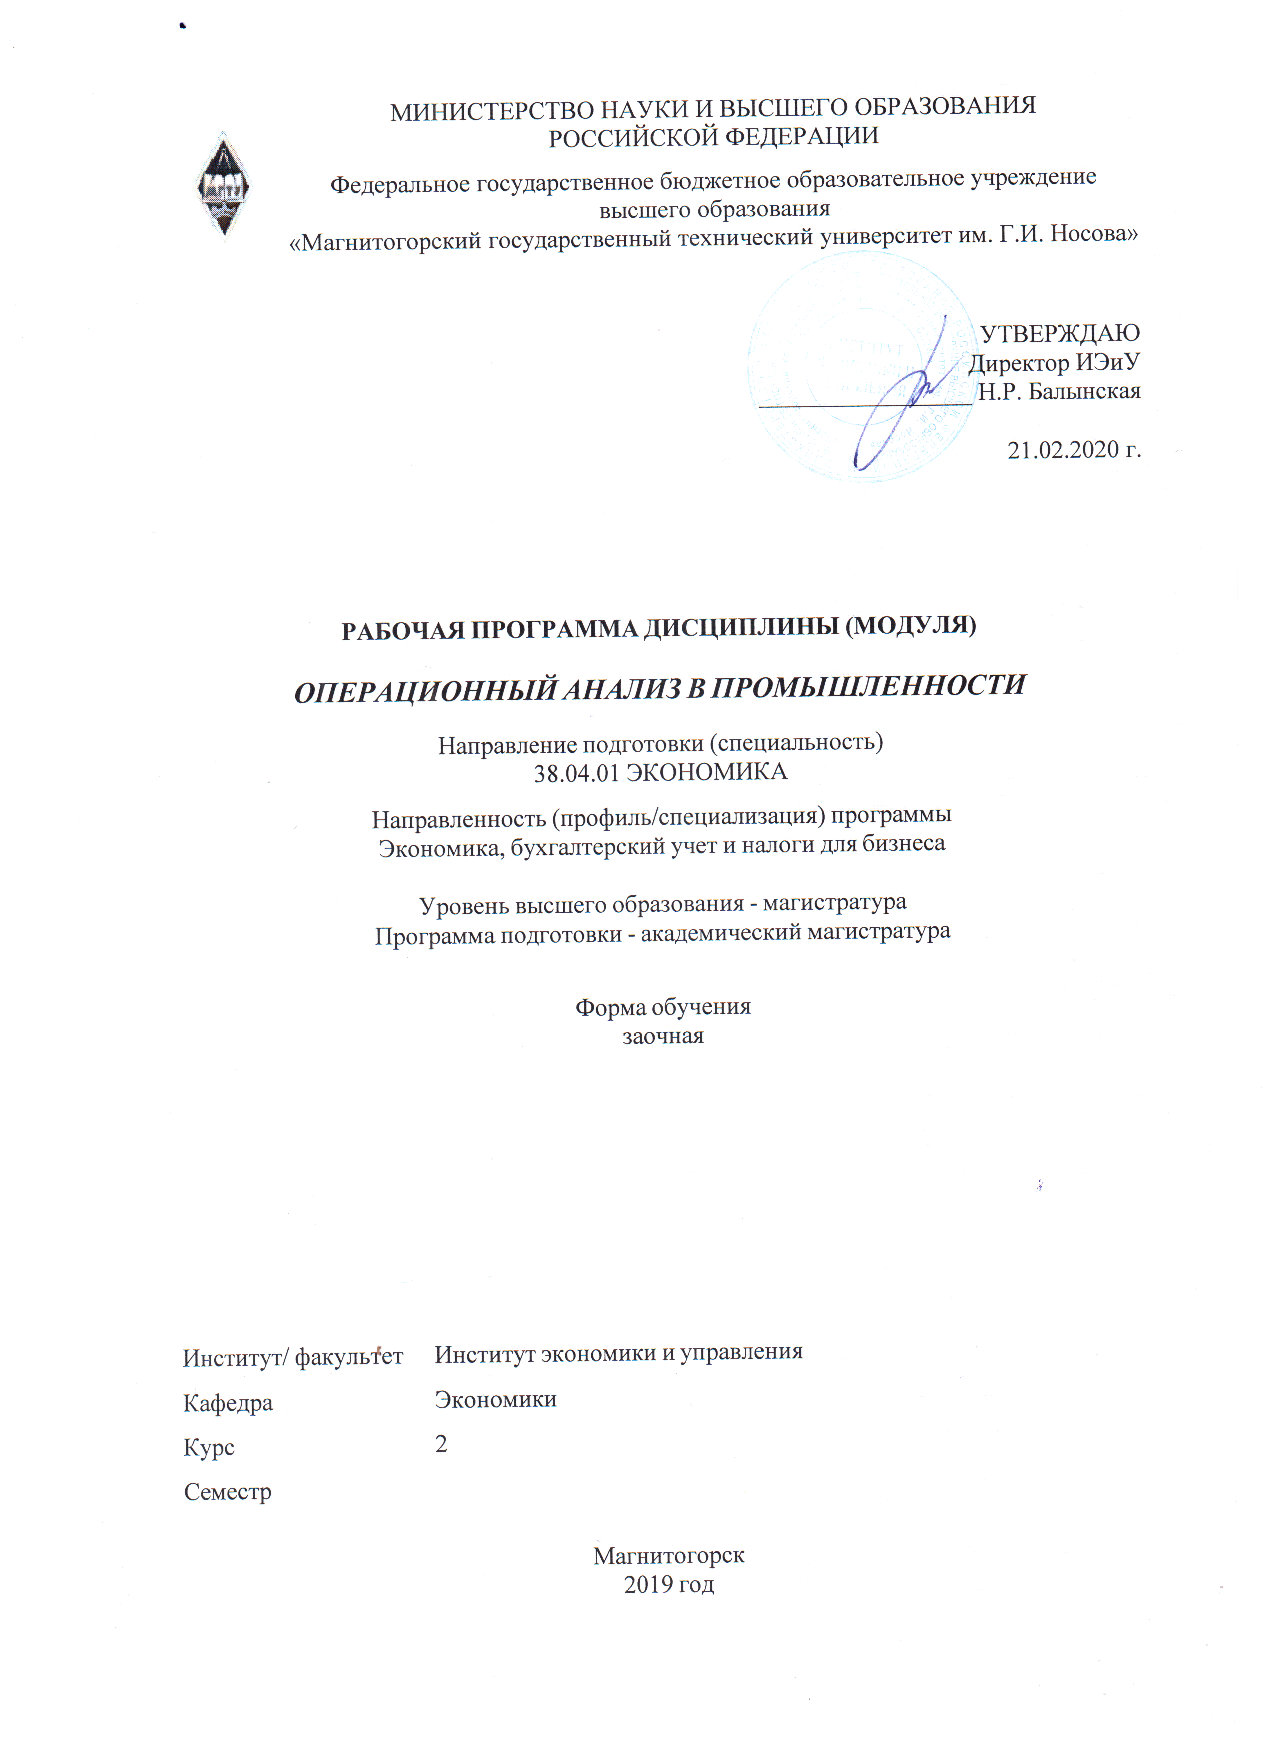 МИНИСТЕРСТВО НАУКИ И ВЫСШЕГО ОБРАЗОВАНИЯ
РОССИЙСКОЙ ФЕДЕРАЦИИ
МГТУ
Федеральное государственное бюджетное образовательное учреждение
высшего образования
«Магнитогорский государственный технический университет им. Г.И. Носова»
УТВЕРЖДАЮ
Директор ИЭиУ
Н.Р. Балынская
21.02.2020 г.
РАБОЧАЯ ПРОГРАММА ДИСЦИПЛИНЫ (МОДУЛЯ)
ОПЕРАЦИОННЫЙ АНАЛИЗ В ПРОМЫШЛЕННОСТИ
Направление подготовки (специальность)
38.04.01 ЭКОНОМИКА
Направленность (профиль/специализация) программы
Экономика, бухгалтерский учет и налоги для бизнеса
Уровень высшего образования - магистратура
Программа подготовки - академический магистратура
Форма обучения
заочная
Институт/ факультет Институт экономики и управления
Кафедра Экономики
Курс 2
Семестр
Магнитогорск
2019 год